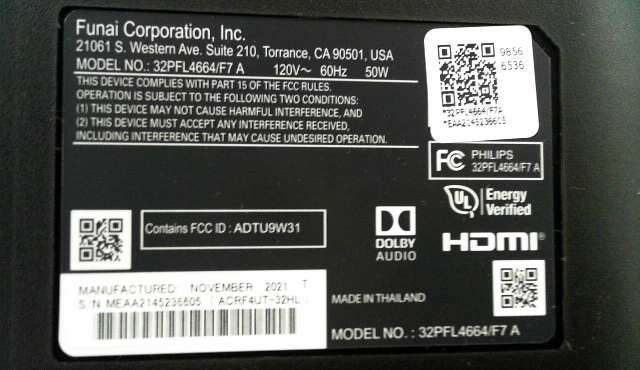 Funai Corporation, Inc.
21061 S. Western Ave. Suite 210, Torrance, CA 90501, USA
MODEL NO.: 32PFL4664/F7 A 120V~ 60Hz 50W
THIS DEVICE COMPLIES WITH PART 15 OF THE FCC RULES.
OPERATION IS SUBJECT TO THE FOLLOWING TWO CONDITIONS:
(1) THIS DEVICE MAY NOT CAUSE HARMFUL INTERFERENCE, AND
(2) THIS DEVICE MUST ACCEPT ANY INTERFERENCE RECEIVED,
INCLUDING INTERFERENCE THAT MAY CAUSE UNDESIRED OPERATION.
9856
6536
*32PFL4664/F7A
*EAA2145236605
FC PHILIPS
32PFL4664/F7 A
UL Energy
Verified
Contains FCC ID : ADTU9W31
DOLBY
AUDIO
HDMI
MANUFACTURED: NOVEMBER 2021 T
S/N MEAA2145236605 ( ACRF4UT-32HL )
MADE IN THAILAND
MODEL NO. : 32PFL4664/F7 A